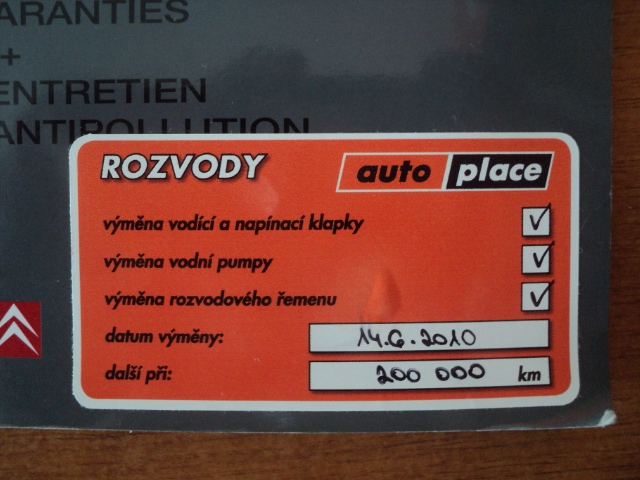 ARANTIES
+
ENTRETIEN
ANTIPOLLUTION
ROZVODY
auto place
výměna vodící a napínací klapky
výměna vodní pumpy
výměna rozvodového řemenu
datum výměny: 14.6.2010
další při: 200 000 km